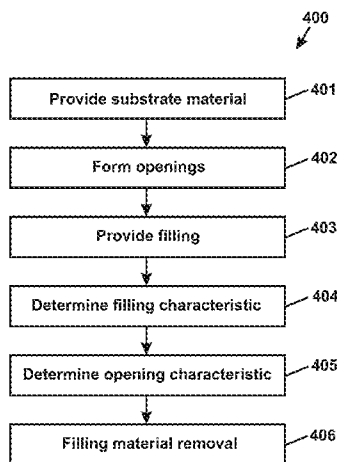 400
Provide substrate material 401
Form openings 402
Provide filling 403
Determine filling characteristic 404
Determine opening characteristic 405
Filling material removal 406